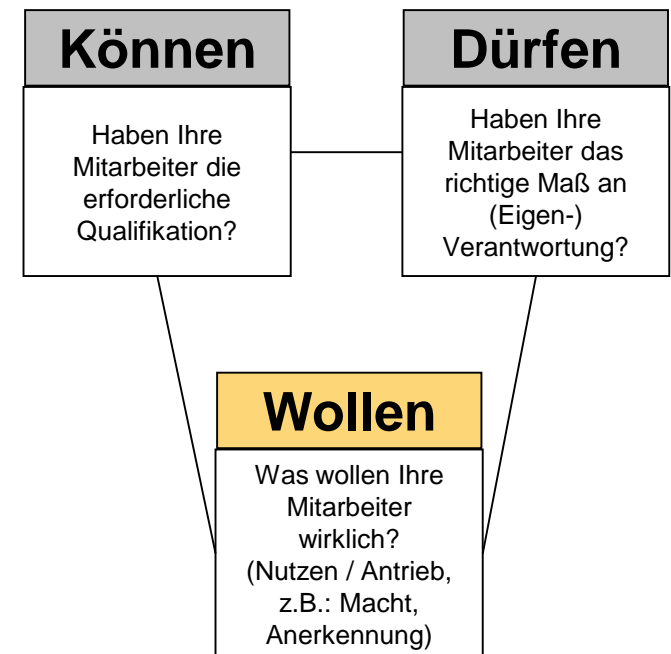 Können
Haben Ihre
Mitarbeiter die
erforderliche
Qualifikation?
Dürfen
Haben Ihre
Mitarbeiter das
richtige Maß an
(Eigen-)
Verantwortung?
Wollen
Was wollen Ihre
Mitarbeiter
wirklich?
(Nutzen / Antrieb,
z.B.: Macht,
Anerkennung)